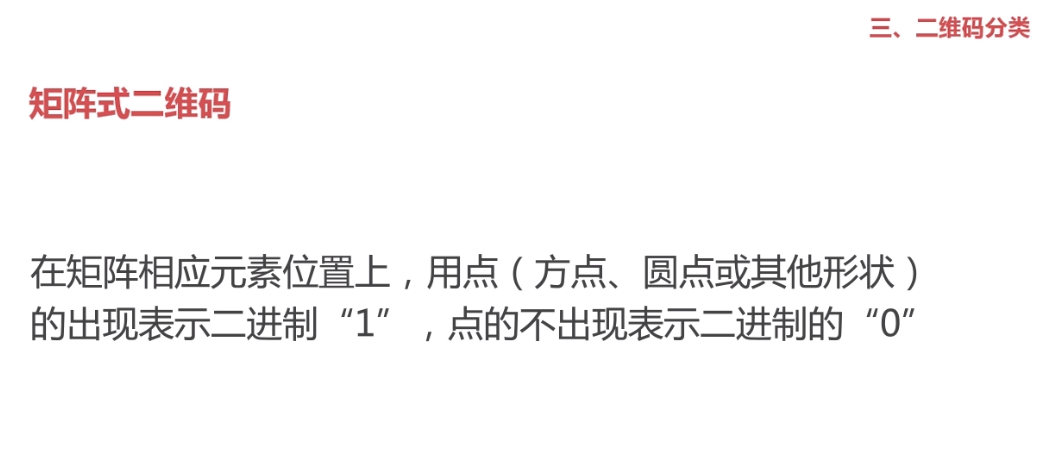 三、二维码分类
矩阵式二维码
在矩阵相应元素位置上，用点（方点、圆点或其他形状）
的出现表示二进制“1”，点的不出现表示二进制的“0”